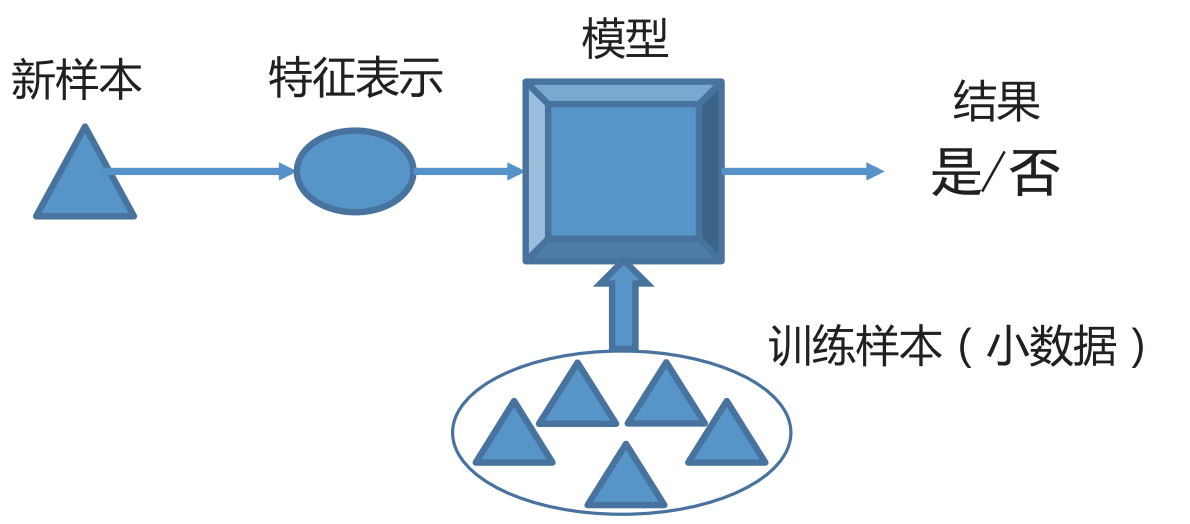 新样本
特征表示
模型
结果
是/否
训练样本（小数据）